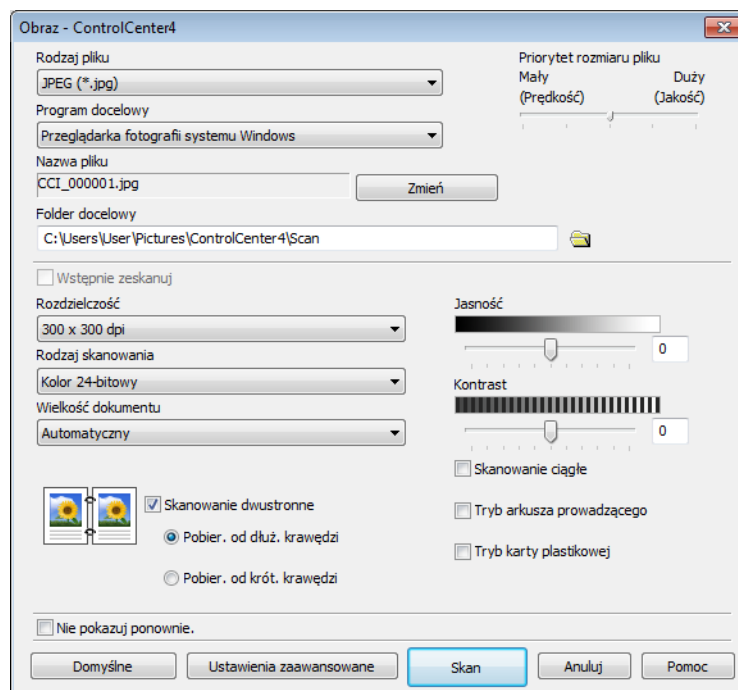 Obraz - ControlCenter4
Rodzaj pliku
JPEG (*.jpg)
Program docelowy
Przeglądarka fotografii systemu Windows
Nazwa pliku
CCI_000001.jpg
Zmień
Folder docelowy
C:\Users\User\Pictures\ControlCenter4\Scan
Priorytet rozmiaru pliku
Mały Duży
(Prędkość) (Jakość)
Wstępnie zeskanuj
Rozdzielczość
300 x 300 dpi
Rodzaj skanowania
Kolor 24-bitowy
Wielkość dokumentu
Automatyczny
Jasność
0
Kontrast
0
Skanowanie dwustronne
Pobier. od dłuż. krawędzi
Pobier. od krót. krawędzi
Skanowanie ciągłe
Tryb arkusza prowadzącego
Tryb karty plastikowej
Nie pokazuj ponownie.
Domyślne Ustawienia zaawansowane Skan Anuluj Pomoc